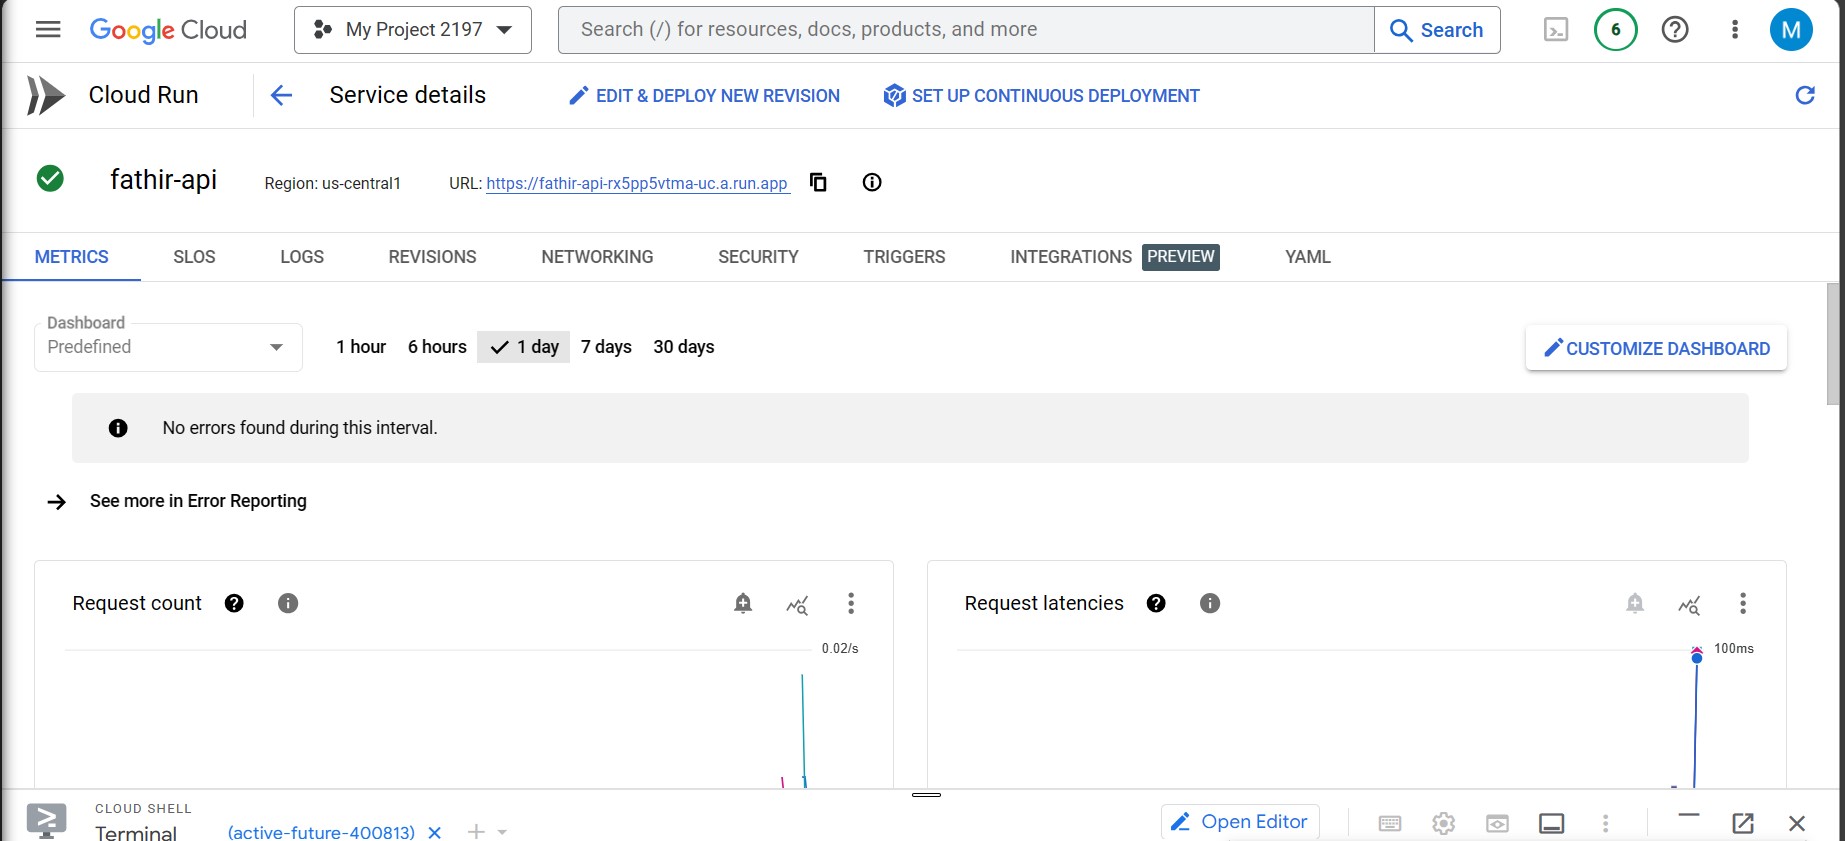 Google Cloud
My Project 2197
Search (/) for resources, docs, products, and more
Search
6
M
Cloud Run
Service details
EDIT & DEPLOY NEW REVISION
SET UP CONTINUOUS DEPLOYMENT
fathir-api
Region: us-central1
URL: https://fathir-api-rx5pp5vtma-uc.a.run.app
METRICS
SLOS
LOGS
REVISIONS
NETWORKING
SECURITY
TRIGGERS
INTEGRATIONS PREVIEW
YAML
Dashboard
Predefined
1 hour
6 hours
1 day
7 days
30 days
CUSTOMIZE DASHBOARD
No errors found during this interval.
See more in Error Reporting
Request count
0.02/s
Request latencies
100ms
CLOUD SHELL
Terminal
(active-future-400813)
Open Editor